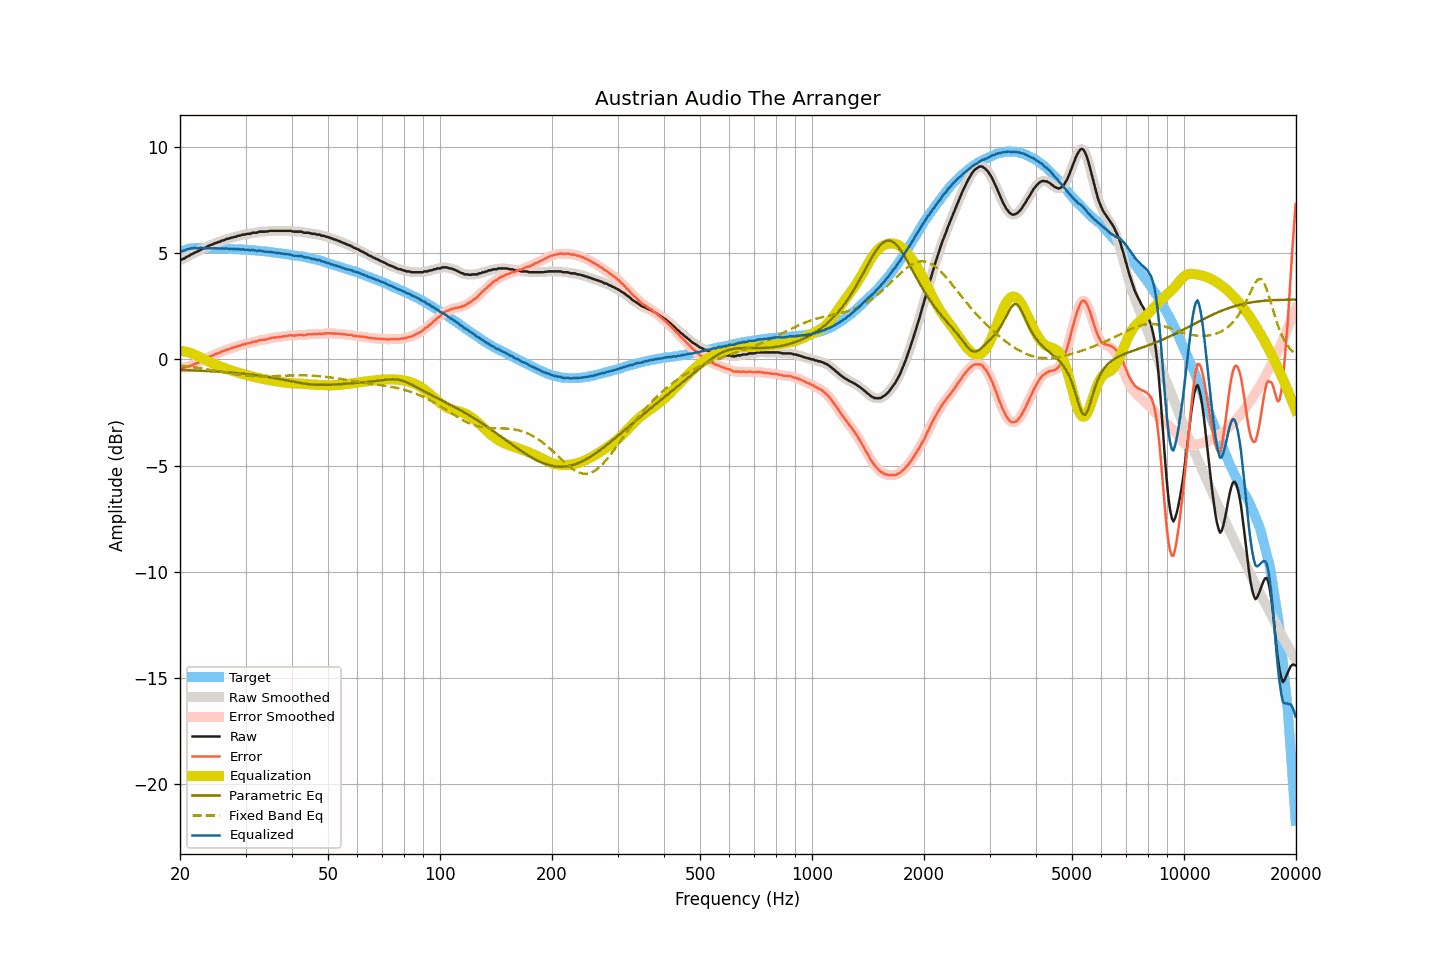 Austrian Audio The Arranger
Amplitude (dBr)
10
5
0
−5
−10
−15
−20
Target
Raw Smoothed
Error Smoothed
Raw
Error
Equalization
Parametric Eq
Fixed Band Eq
Equalized
20 50 100 200 500 1000 2000 5000 10000 20000
Frequency (Hz)